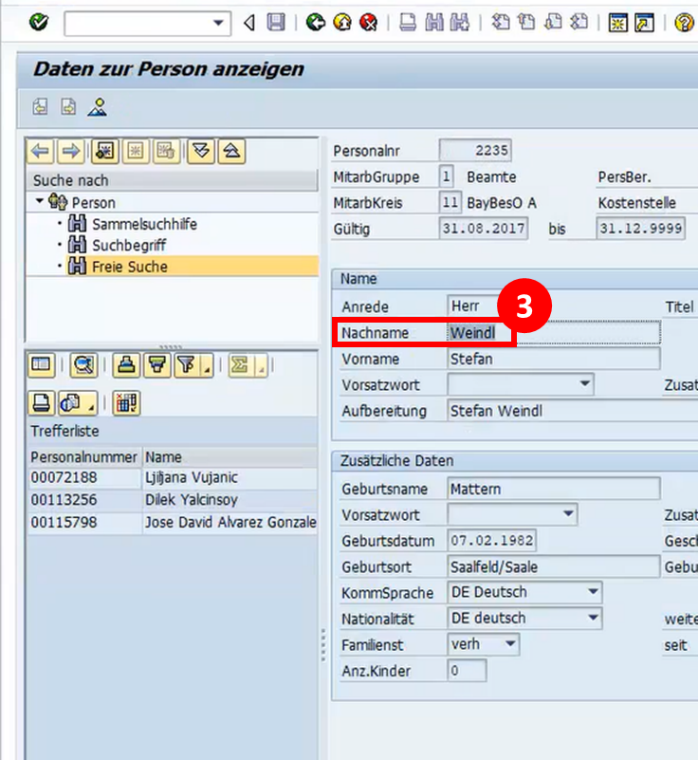 Daten zur Person anzeigen
Suche nach
Person
Sammelsuchhilfe
Suchbegriff
Freie Suche
Trefferliste
Personalnummer Name
00072188 Ljiljana Vujanic
00113256 Dilek Yalcinsoy
00115798 Jose David Alvarez Gonzale
Personalnr 2235
MitarbGruppe 1 Beamte PersBer.
MitarbKreis 11 BayBesO A Kostenstelle
Gültig 31.08.2017 bis 31.12.9999
Name
Anrede Herr 3 Titel
Nachname Weindl
Vorname Stefan
Vorsatzwort Zusat
Aufbereitung Stefan Weindl
Zusätzliche Daten
Geburtsname Mattern
Vorsatzwort Zusat
Geburtsdatum 07.02.1982 Gesch
Geburtsort Saalfeld/Saale Gebu
KommSprache DE Deutsch
Nationalität DE deutsch weite
Familienst verh seit
Anz.Kinder 0